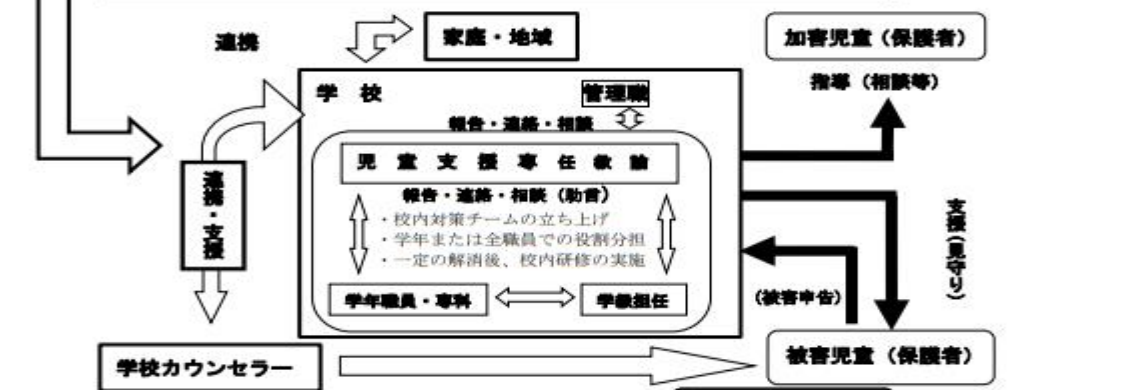 連携
家庭・地域
加害児童（保護者）
指導（相談等）
学　校
管理職
報告・連絡・相談
児 童 支 援 専 任 教 諭
報告・連絡・相談（助言）
・校内対策チームの立ち上げ
・学年または全職員での役割分担
・一定の解消後、校内研修の実施
学年職員・専科
学級担任
連携・支援
支援（見守り）
（被害申告）
学校カウンセラー
被害児童（保護者）